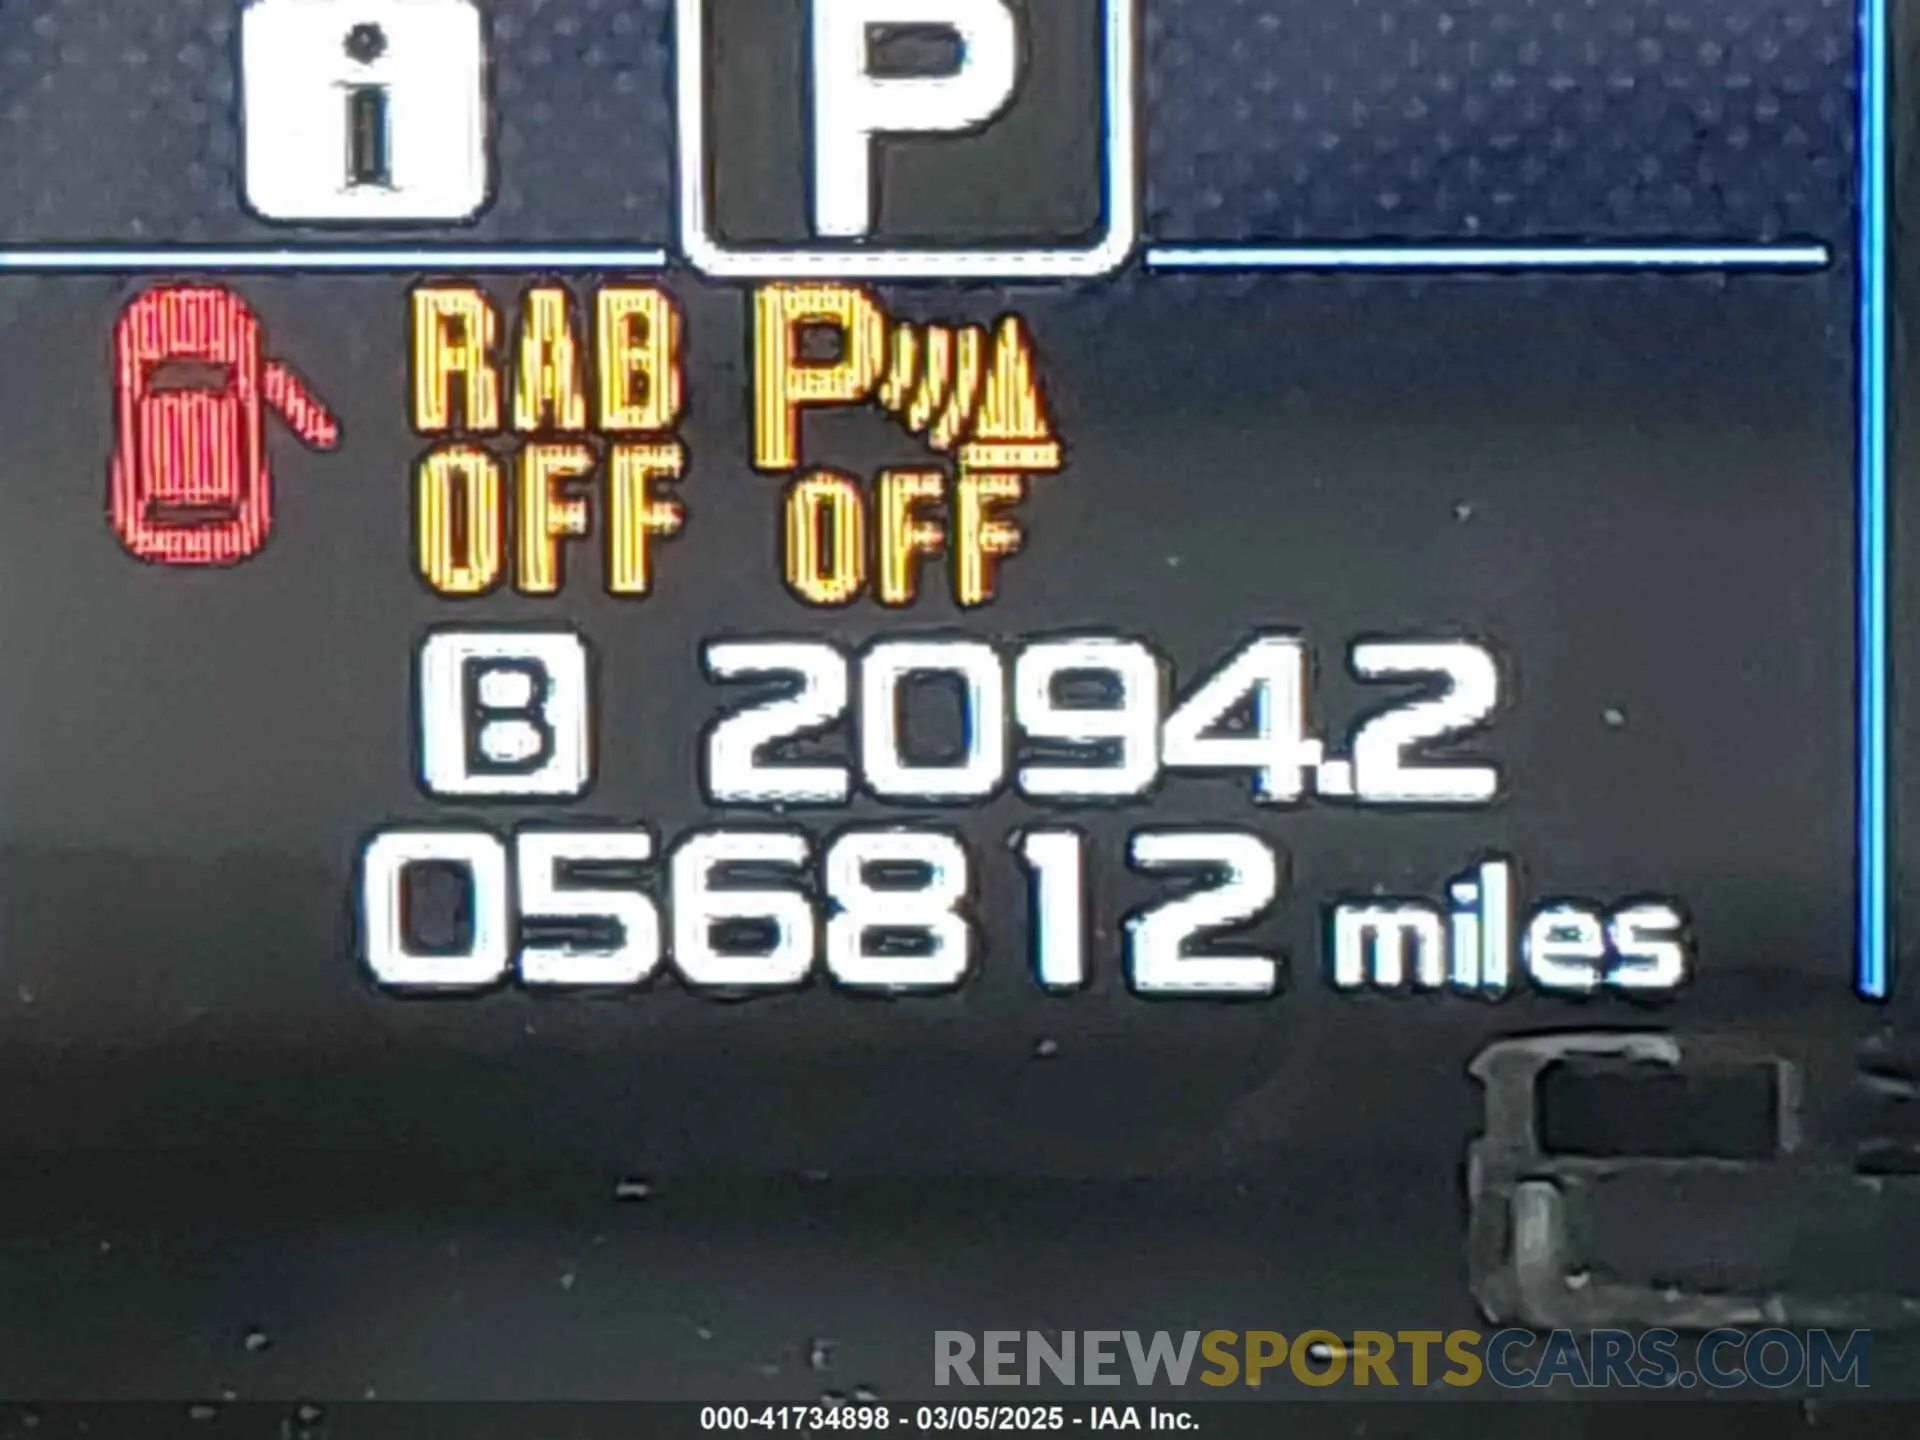 i P
RAB P
OFF OFF
B 2094.2
056812 miles
RENEWSPORTSCARS.COM
000-41734898 - 03/05/2025 - IAA Inc.